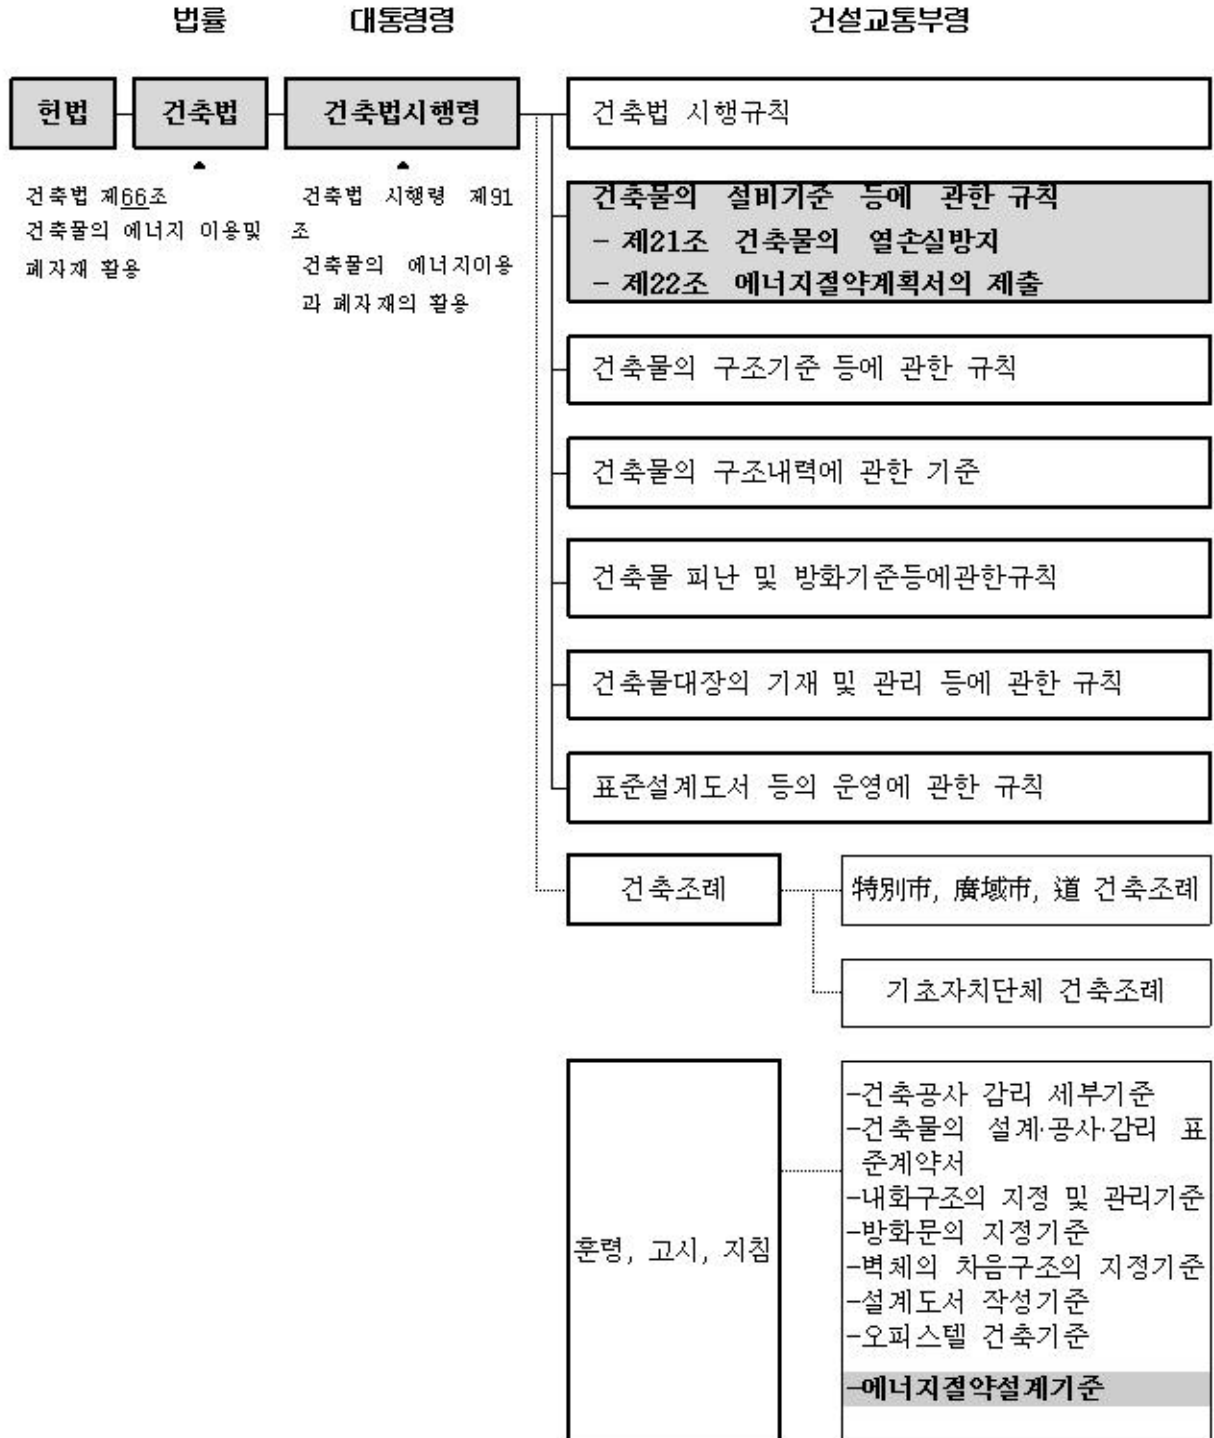 법률 대통령령 건설교통부령
헌법 건축법 건축법시행령 건축법 시행규칙
건축법 제66조
건축물의 에너지 이용및
폐자재 활용
건축법 시행령 제91
조
건축물의 에너지이용
과 폐자재의 활용
건축물의 설비기준 등에 관한 규칙
- 제21조 건축물의 열손실방지
- 제22조 에너지절약계획서의 제출
건축물의 구조기준 등에 관한 규칙
건축물의 구조내력에 관한 기준
건축물 피난 및 방화기준등에관한규칙
건축물대장의 기재 및 관리 등에 관한 규칙
표준설계도서 등의 운영에 관한 규칙
건축조례
特別市, 廣域市, 道 건축조례
기초자치단체 건축조례
훈령, 고시, 지침
-건축공사 감리 세부기준
-건축물의 설계·공사·감리 표
준계약서
-내화구조의 지정 및 관리기준
-방화문의 지정기준
-벽체의 차음구조의 지정기준
-설계도서 작성기준
-오피스텔 건축기준
-에너지절약설계기준